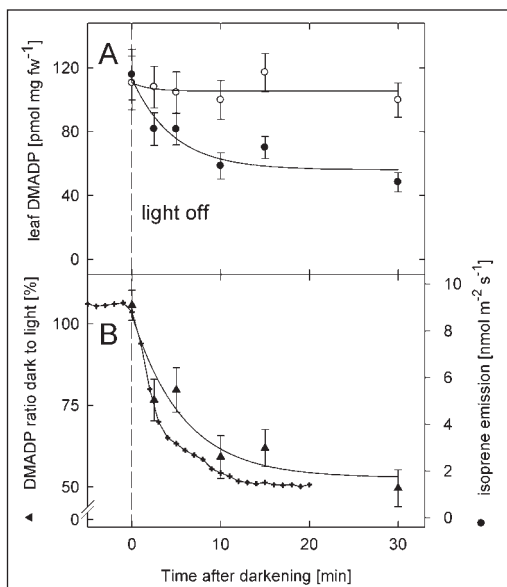 A
leaf DMADP [pmol mg fw⁻¹]
120
80
40
0
light off
B
▲ DMADP ratio dark to light [%]
100
75
50
0
10
8
6
4
2
0
● isoprene emission [nmol m⁻² s⁻¹]
0
10
20
30
Time after darkening [min]